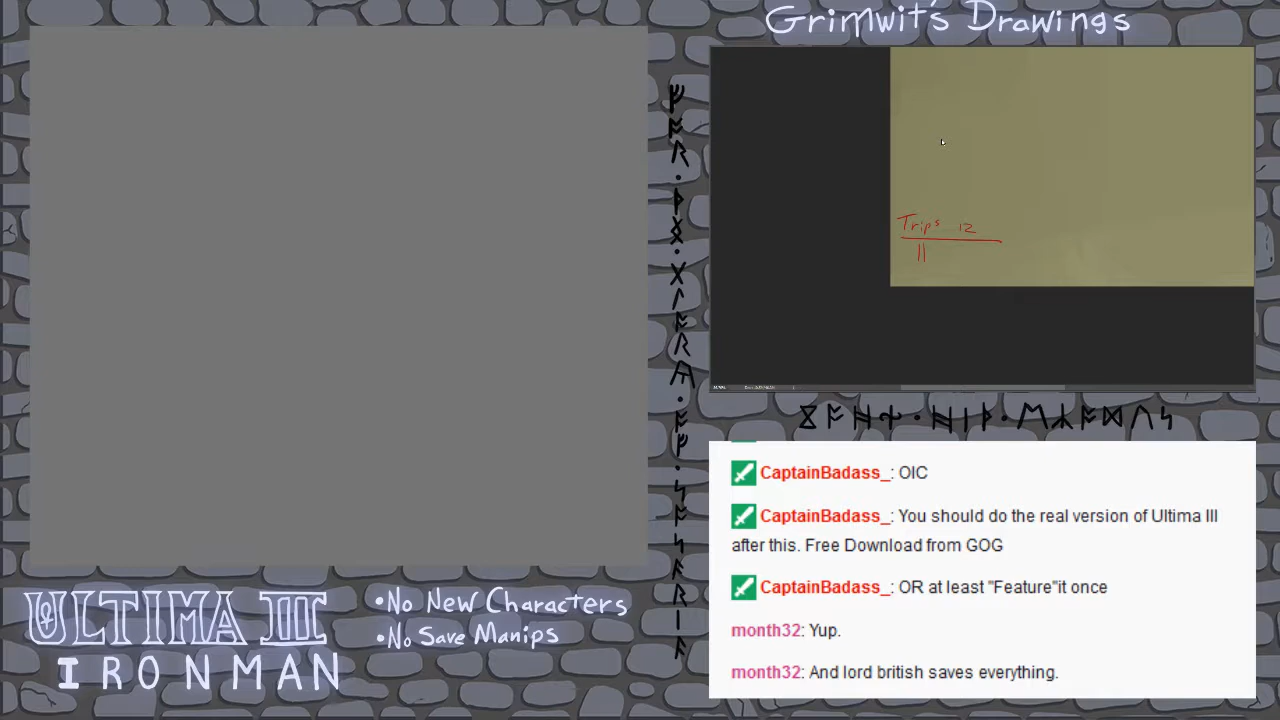 Grimwit's Drawings
Trips 12
||
CaptainBadass_: OIC
CaptainBadass_: You should do the real version of Ultima III
after this. Free Download from GOG
CaptainBadass_: OR at least "Feature"it once
month32: Yup.
month32: And lord british saves everything.
ULTIMA III
IRONMAN
•No New Characters
•No Save Manips